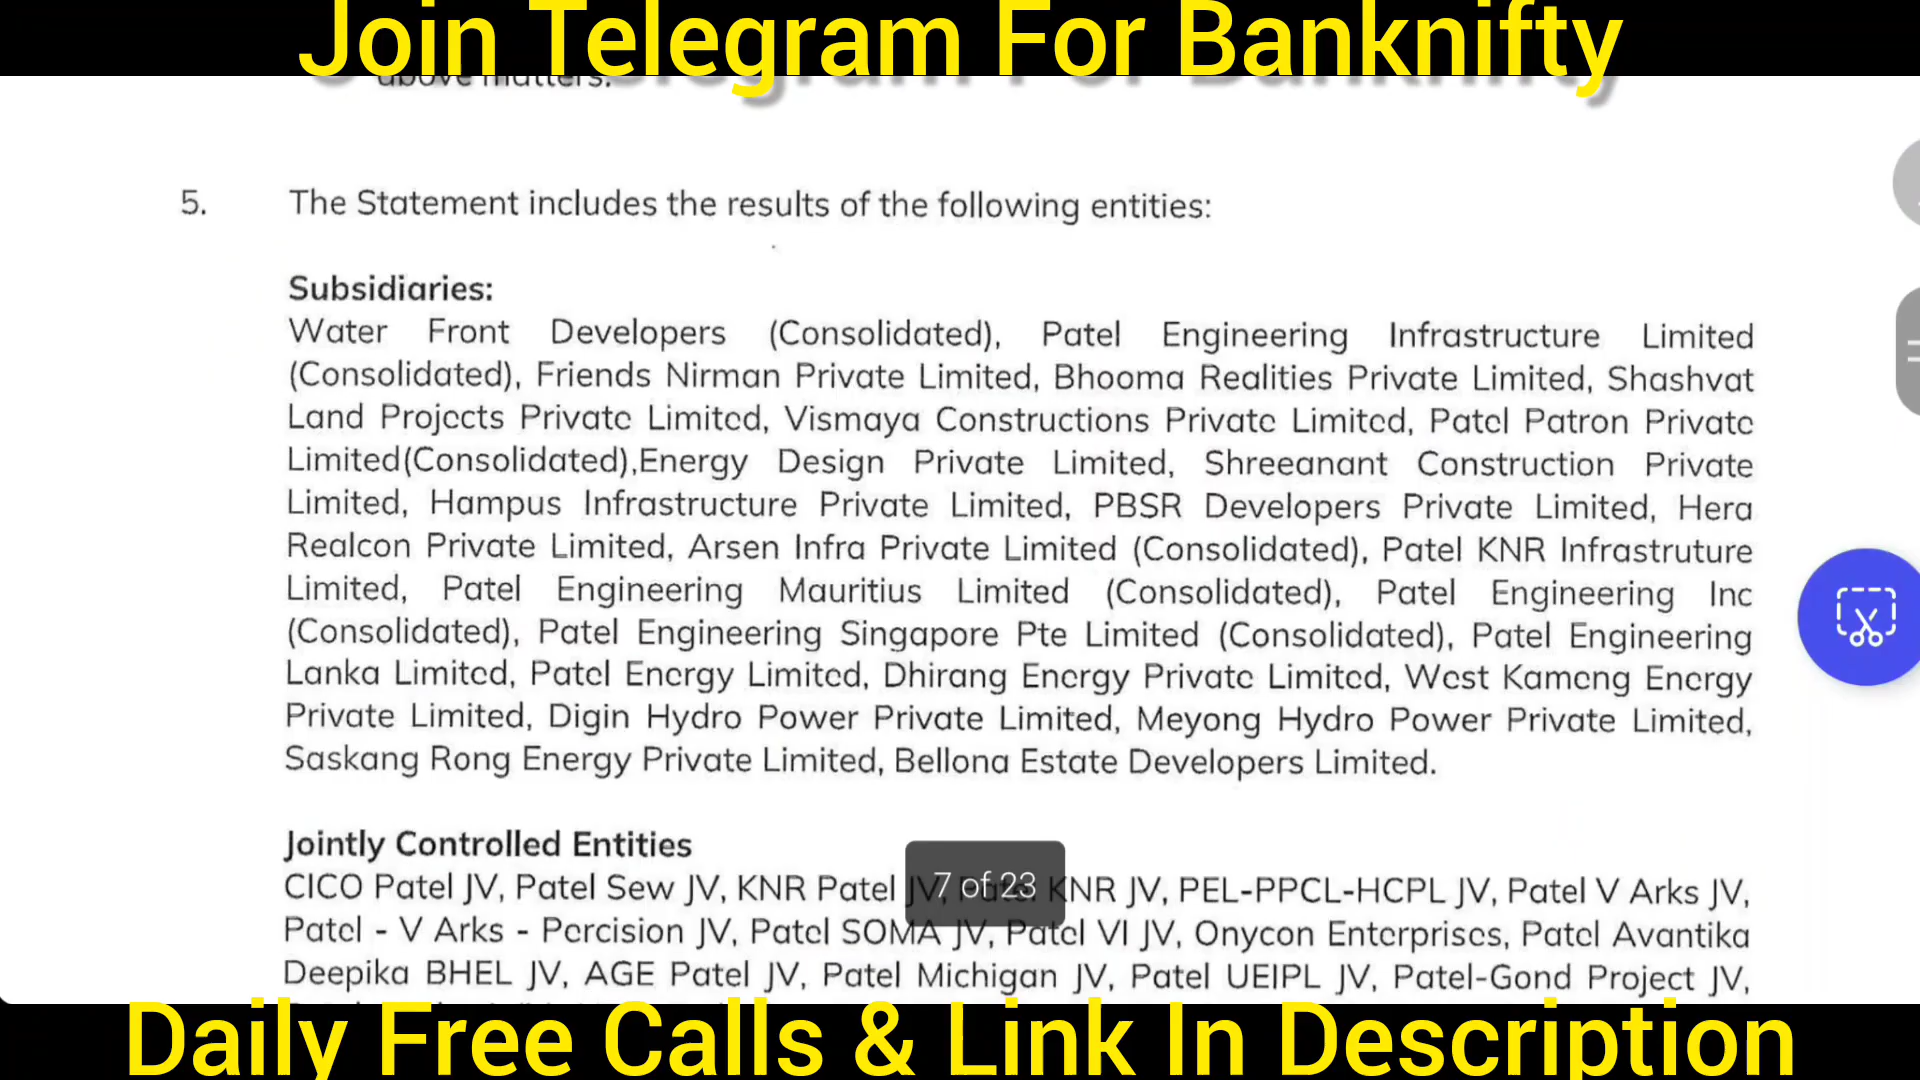 Join Telegram For Banknifty
above matters.
5. The Statement includes the results of the following entities:
Subsidiaries:
Water Front Developers (Consolidated), Patel Engineering Infrastructure Limited
(Consolidated), Friends Nirman Private Limited, Bhooma Realities Private Limited, Shashvat
Land Projects Private Limited, Vismaya Constructions Private Limited, Patel Patron Private
Limited(Consolidated),Energy Design Private Limited, Shreeanant Construction Private
Limited, Hampus Infrastructure Private Limited, PBSR Developers Private Limited, Hera
Realcon Private Limited, Arsen Infra Private Limited (Consolidated), Patel KNR Infrastruture
Limited, Patel Engineering Mauritius Limited (Consolidated), Patel Engineering Inc
(Consolidated), Patel Engineering Singapore Pte Limited (Consolidated), Patel Engineering
Lanka Limited, Patel Energy Limited, Dhirang Energy Private Limited, West Kameng Energy
Private Limited, Digin Hydro Power Private Limited, Meyong Hydro Power Private Limited,
Saskang Rong Energy Private Limited, Bellona Estate Developers Limited.
Jointly Controlled Entities
CICO Patel JV, Patel Sew JV, KNR Patel JV, Patel KNR JV, PEL-PPCL-HCPL JV, Patel V Arks JV,
7 of 23
Patel - V Arks - Percision JV, Patel SOMA JV, Patel VI JV, Onycon Enterprises, Patel Avantika
Deepika BHEL JV, AGE Patel JV, Patel Michigan JV, Patel UEIPL JV, Patel-Gond Project JV,
Daily Free Calls & Link In Description